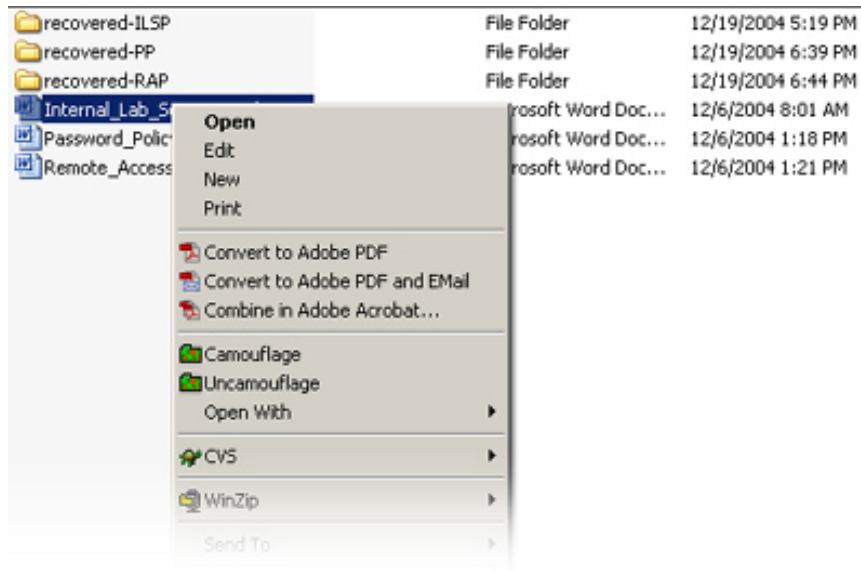 recovered-ILSP File Folder 12/19/2004 5:19 PM
recovered-PP File Folder 12/19/2004 6:39 PM
recovered-RAP File Folder 12/19/2004 6:44 PM
Internal_Lab_S rosoft Word Doc... 12/6/2004 8:01 AM
Password_Polic rosoft Word Doc... 12/6/2004 1:18 PM
Remote_Access rosoft Word Doc... 12/6/2004 1:21 PM
Open
Edit
New
Print
Convert to Adobe PDF
Convert to Adobe PDF and EMail
Combine in Adobe Acrobat...
Camouflage
Uncamouflage
Open With
CVS
WinZip
Send To